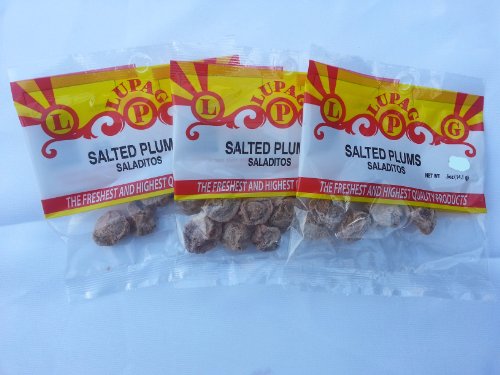 LUPAG
L P
SALTED PLUMS
SALADITOS
THE FRESHEST AND HIGHEST
LUPAG
L P
SALTED PLUMS
SALADITOS
THE FRESHEST AND HIGHEST
LUPAG
L P G
SALTED PLUMS
SALADITOS
NET WT
THE FRESHEST AND HIGHEST QUALITY PRODUCTS